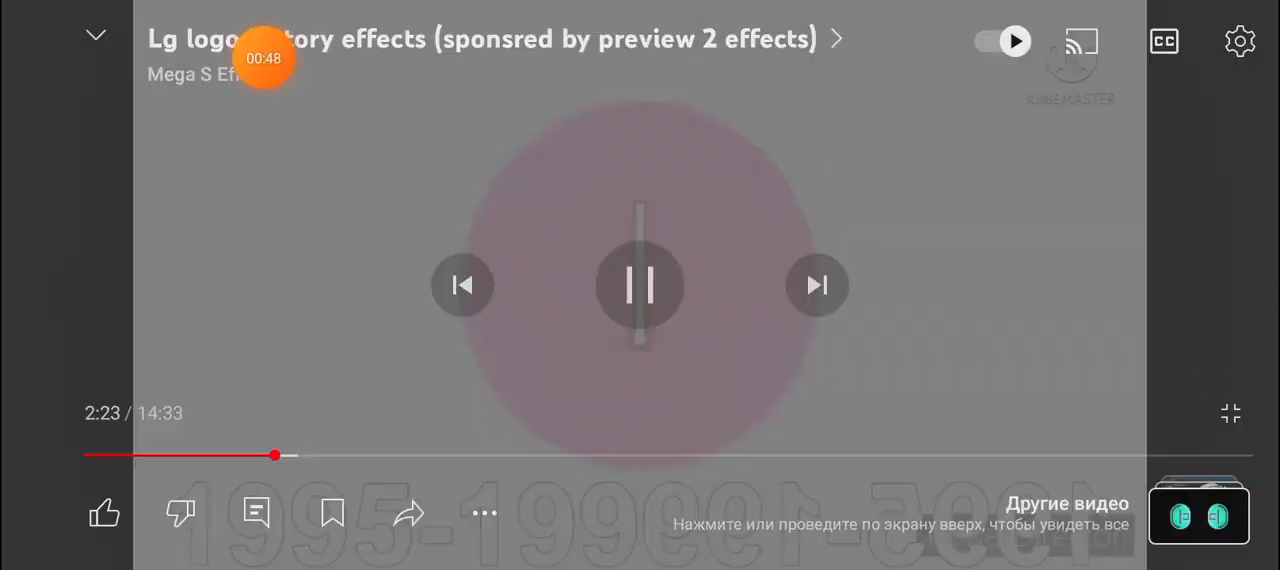 Lg logo tory effects (sponsred by preview 2 effects)
00:48
Mega S Ef
CC
KINEMASTER
2:23 / 14:33
1995-1999
Другие видео
Нажмите или проведите по экрану вверх, чтобы увидеть все